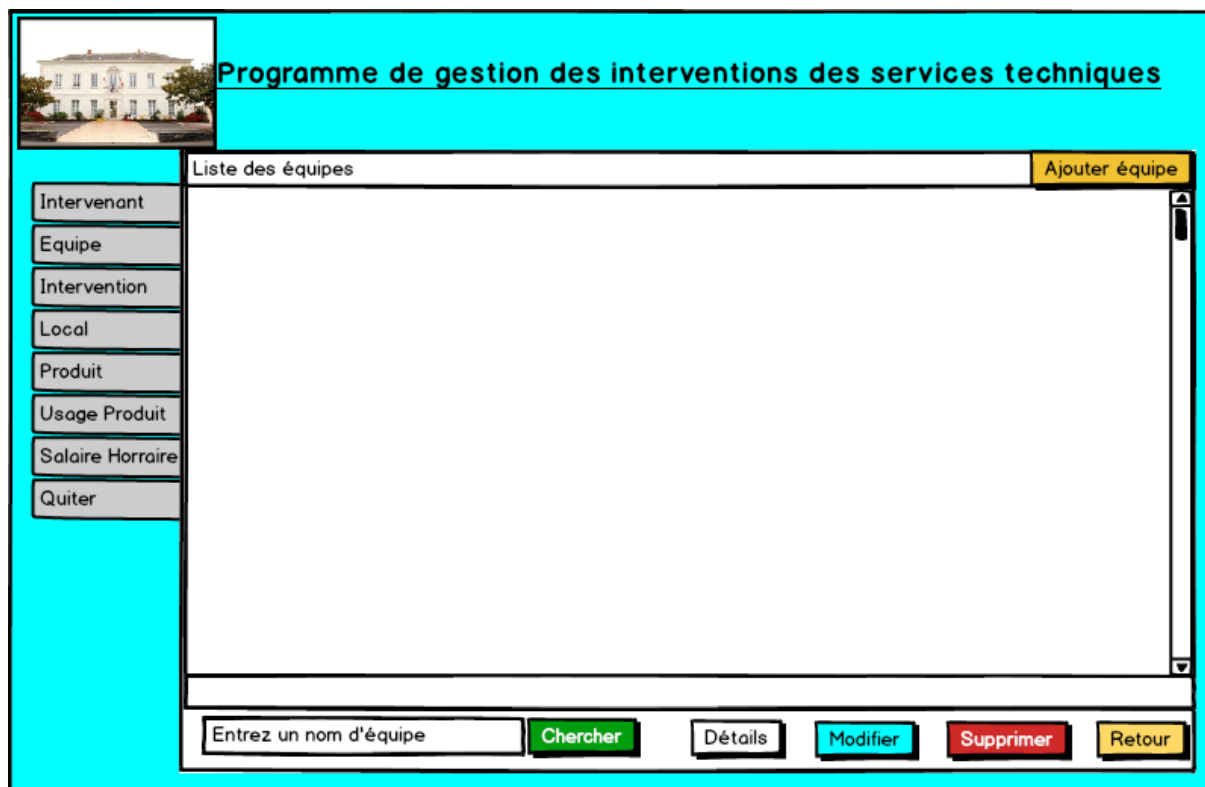 Programme de gestion des interventions des services techniques
Liste des équipes
Ajouter équipe
Intervenant
Equipe
Intervention
Local
Produit
Usage Produit
Salaire Horraire
Quiter
Entrez un nom d'équipe
Chercher
Détails
Modifier
Supprimer
Retour